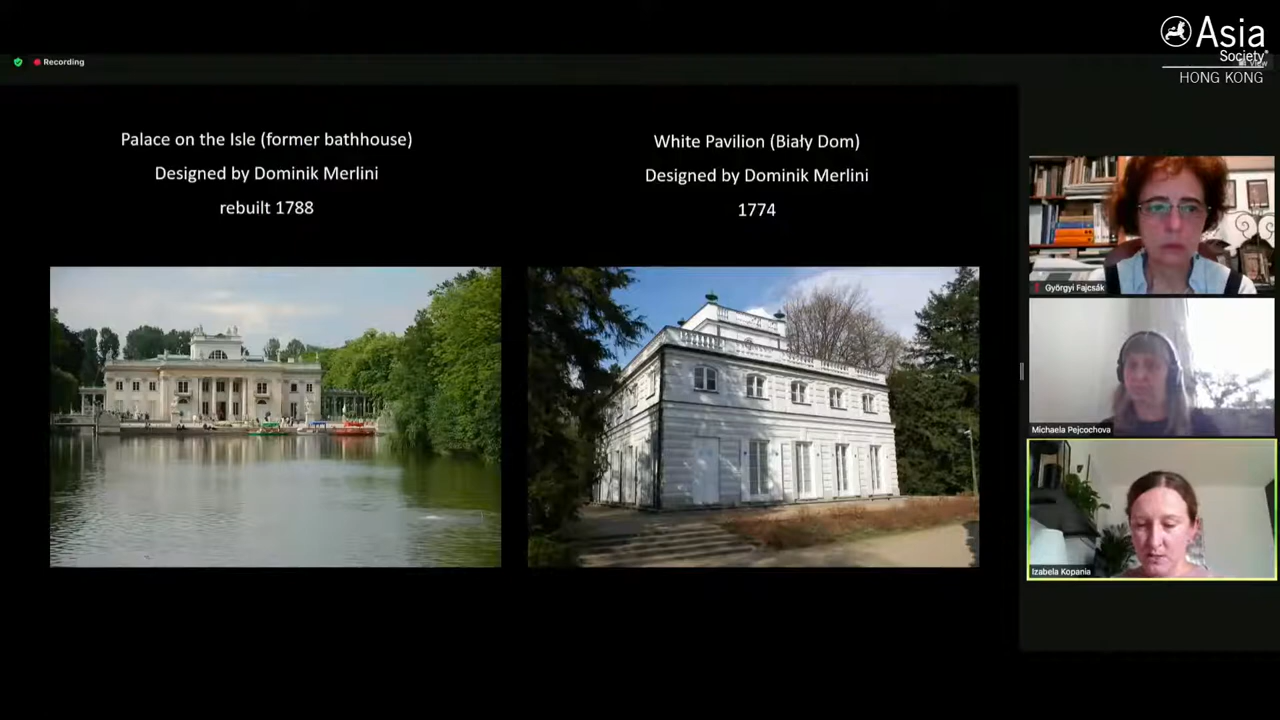 Asia
Society
View
HONG KONG
Recording
Palace on the Isle (former bathhouse)
Designed by Dominik Merlini
rebuilt 1788
White Pavilion (Biały Dom)
Designed by Dominik Merlini
1774
Györgyi Fajcsák
Michaela Pejcochova
Izabela Kopania